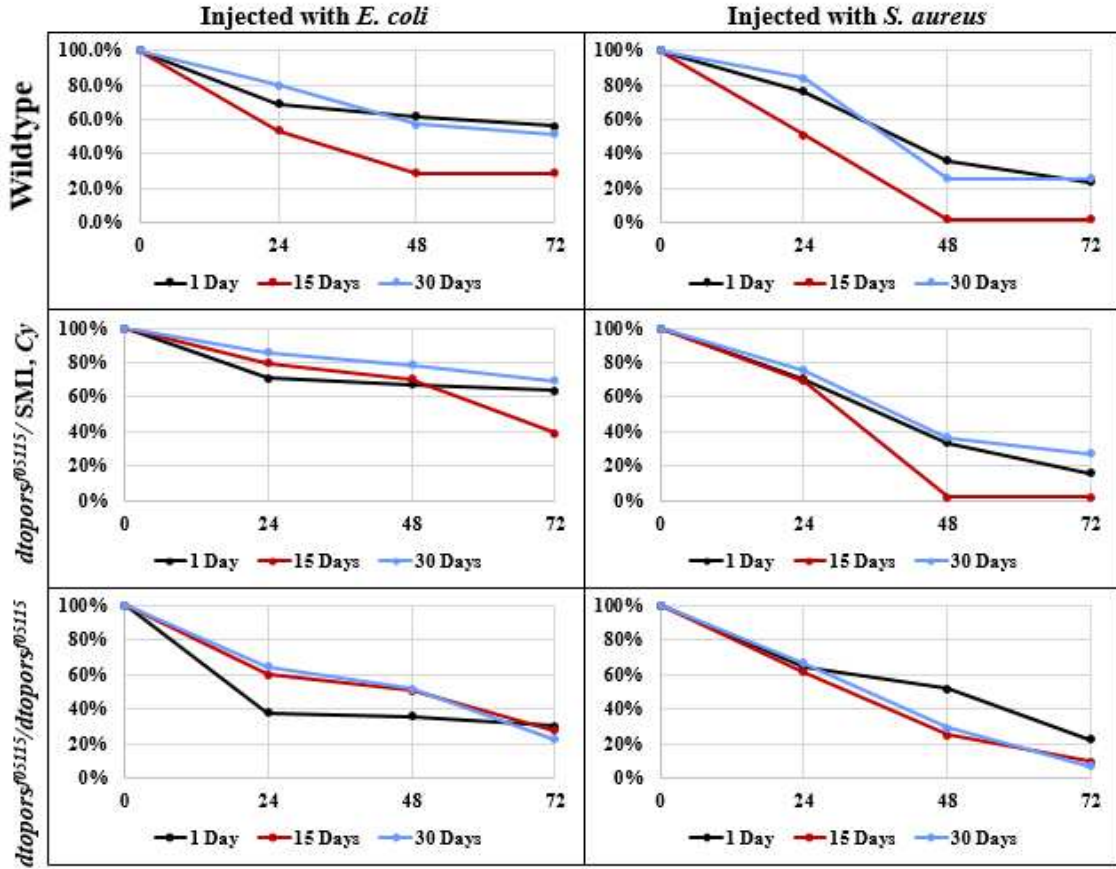 Injected with E. coli
Injected with S. aureus
Wildtype
100.0%
80.0%
60.0%
40.0%
20.0%
0.0%
0 24 48 72
1 Day 15 Days 30 Days
100%
80%
60%
40%
20%
0%
0 24 48 72
1 Day 15 Days 30 Days
dtopors^f05115/ SM1, Cy
100%
80%
60%
40%
20%
0%
0 24 48 72
1 Day 15 Days 30 Days
100%
80%
60%
40%
20%
0%
0 24 48 72
1 Day 15 Days 30 Days
dtopors^f05115/dtopors^f05115
100%
80%
60%
40%
20%
0%
0 24 48 72
1 Day 15 Days 30 Days
100%
80%
60%
40%
20%
0%
0 24 48 72
1 Day 15 Days 30 Days